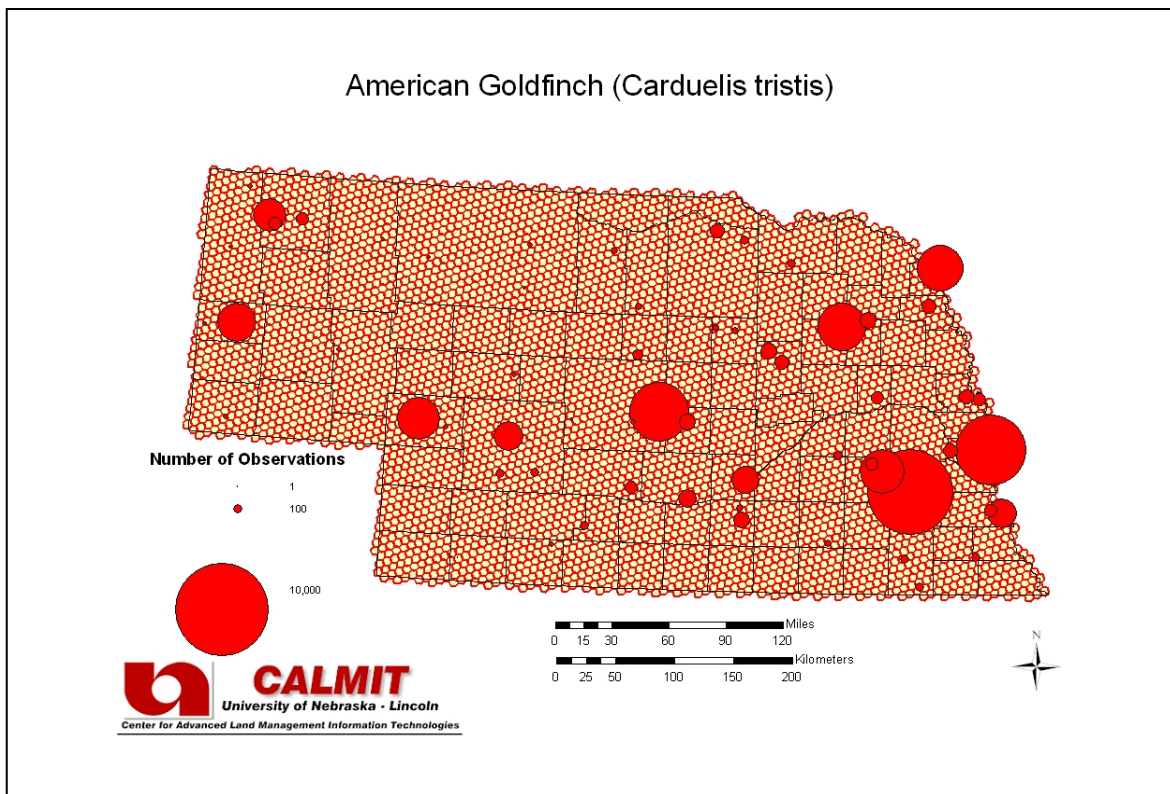 American Goldfinch (Carduelis tristis)
Number of Observations
1
100
10,000
Miles
0 15 30 60 90 120
Kilometers
0 25 50 100 150 200
N
CALMIT
University of Nebraska - Lincoln
Center for Advanced Land Management Information Technologies